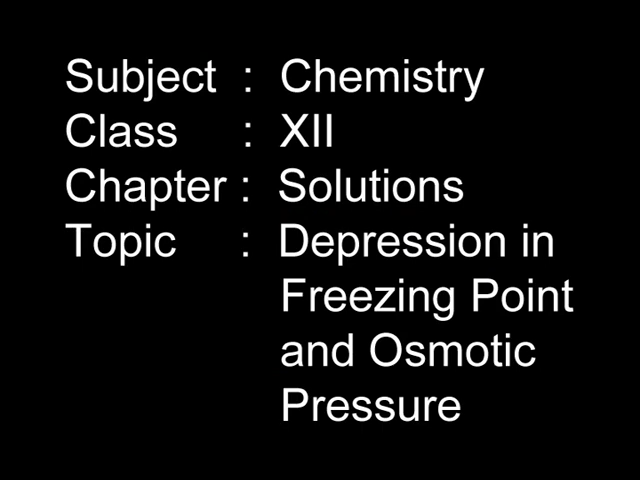 Subject : Chemistry
Class : XII
Chapter : Solutions
Topic : Depression in
Freezing Point
and Osmotic
Pressure